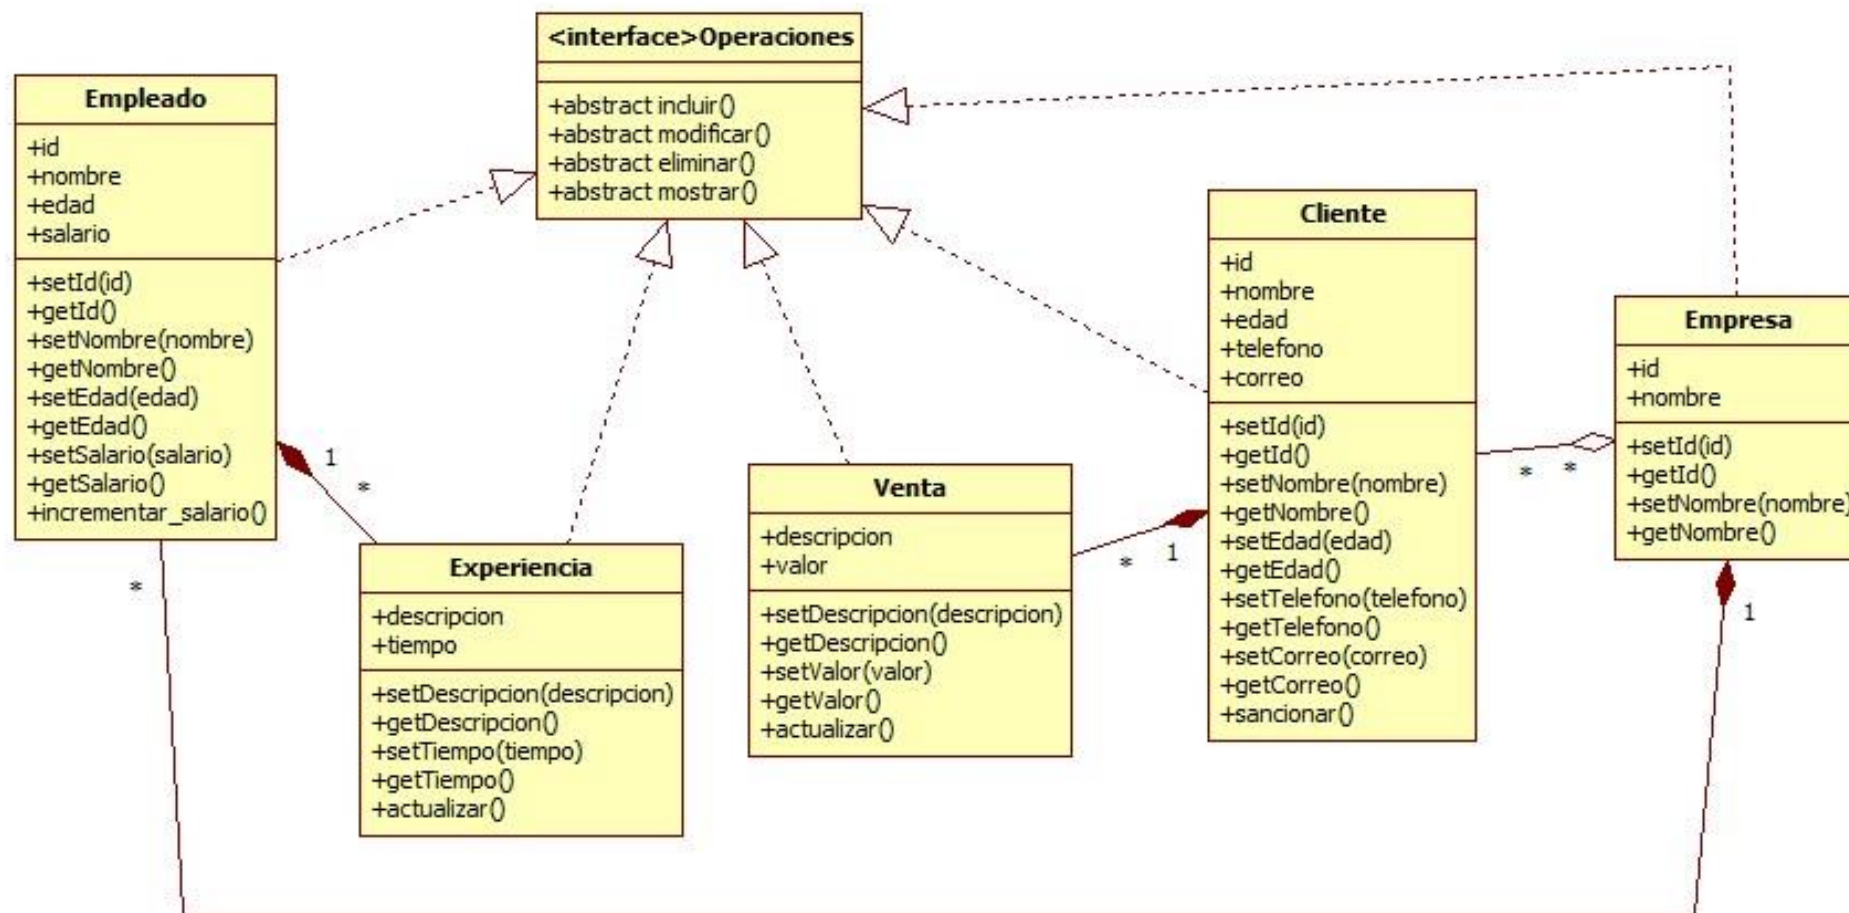 <interface>Operaciones
+abstract incluir()
+abstract modificar()
+abstract eliminar()
+abstract mostrar()
Empleado
+id
+nombre
+edad
+salario
+setId(id)
+getId()
+setNombre(nombre)
+getNombre()
+setEdad(edad)
+getEdad()
+setSalario(salario)
+getSalario()
+incrementar_salario()
1
*
*
Experiencia
+descripcion
+tiempo
+setDescripcion(descripcion)
+getDescripcion()
+setTiempo(tiempo)
+getTiempo()
+actualizar()
Venta
+descripcion
+valor
+setDescripcion(descripcion)
+getDescripcion()
+setValor(valor)
+getValor()
+actualizar()
* 1
Cliente
+id
+nombre
+edad
+telefono
+correo
+setId(id)
+getId()
+setNombre(nombre)
+getNombre()
+setEdad(edad)
+getEdad()
+setTelefono(telefono)
+getTelefono()
+setCorreo(correo)
+getCorreo()
+sancionar()
* *
Empresa
+id
+nombre
+setId(id)
+getId()
+setNombre(nombre)
+getNombre()
1